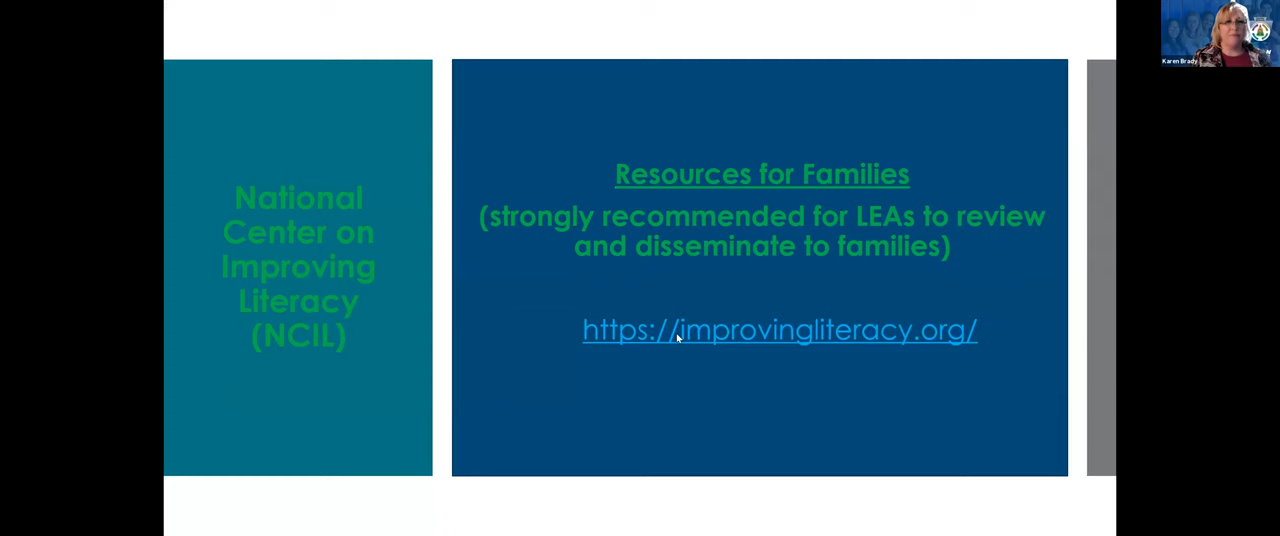 National
Center on
Improving
Literacy
(NCIL)
Resources for Families
(strongly recommended for LEAs to review
and disseminate to families)
https://improvingliteracy.org/
Karen Brady